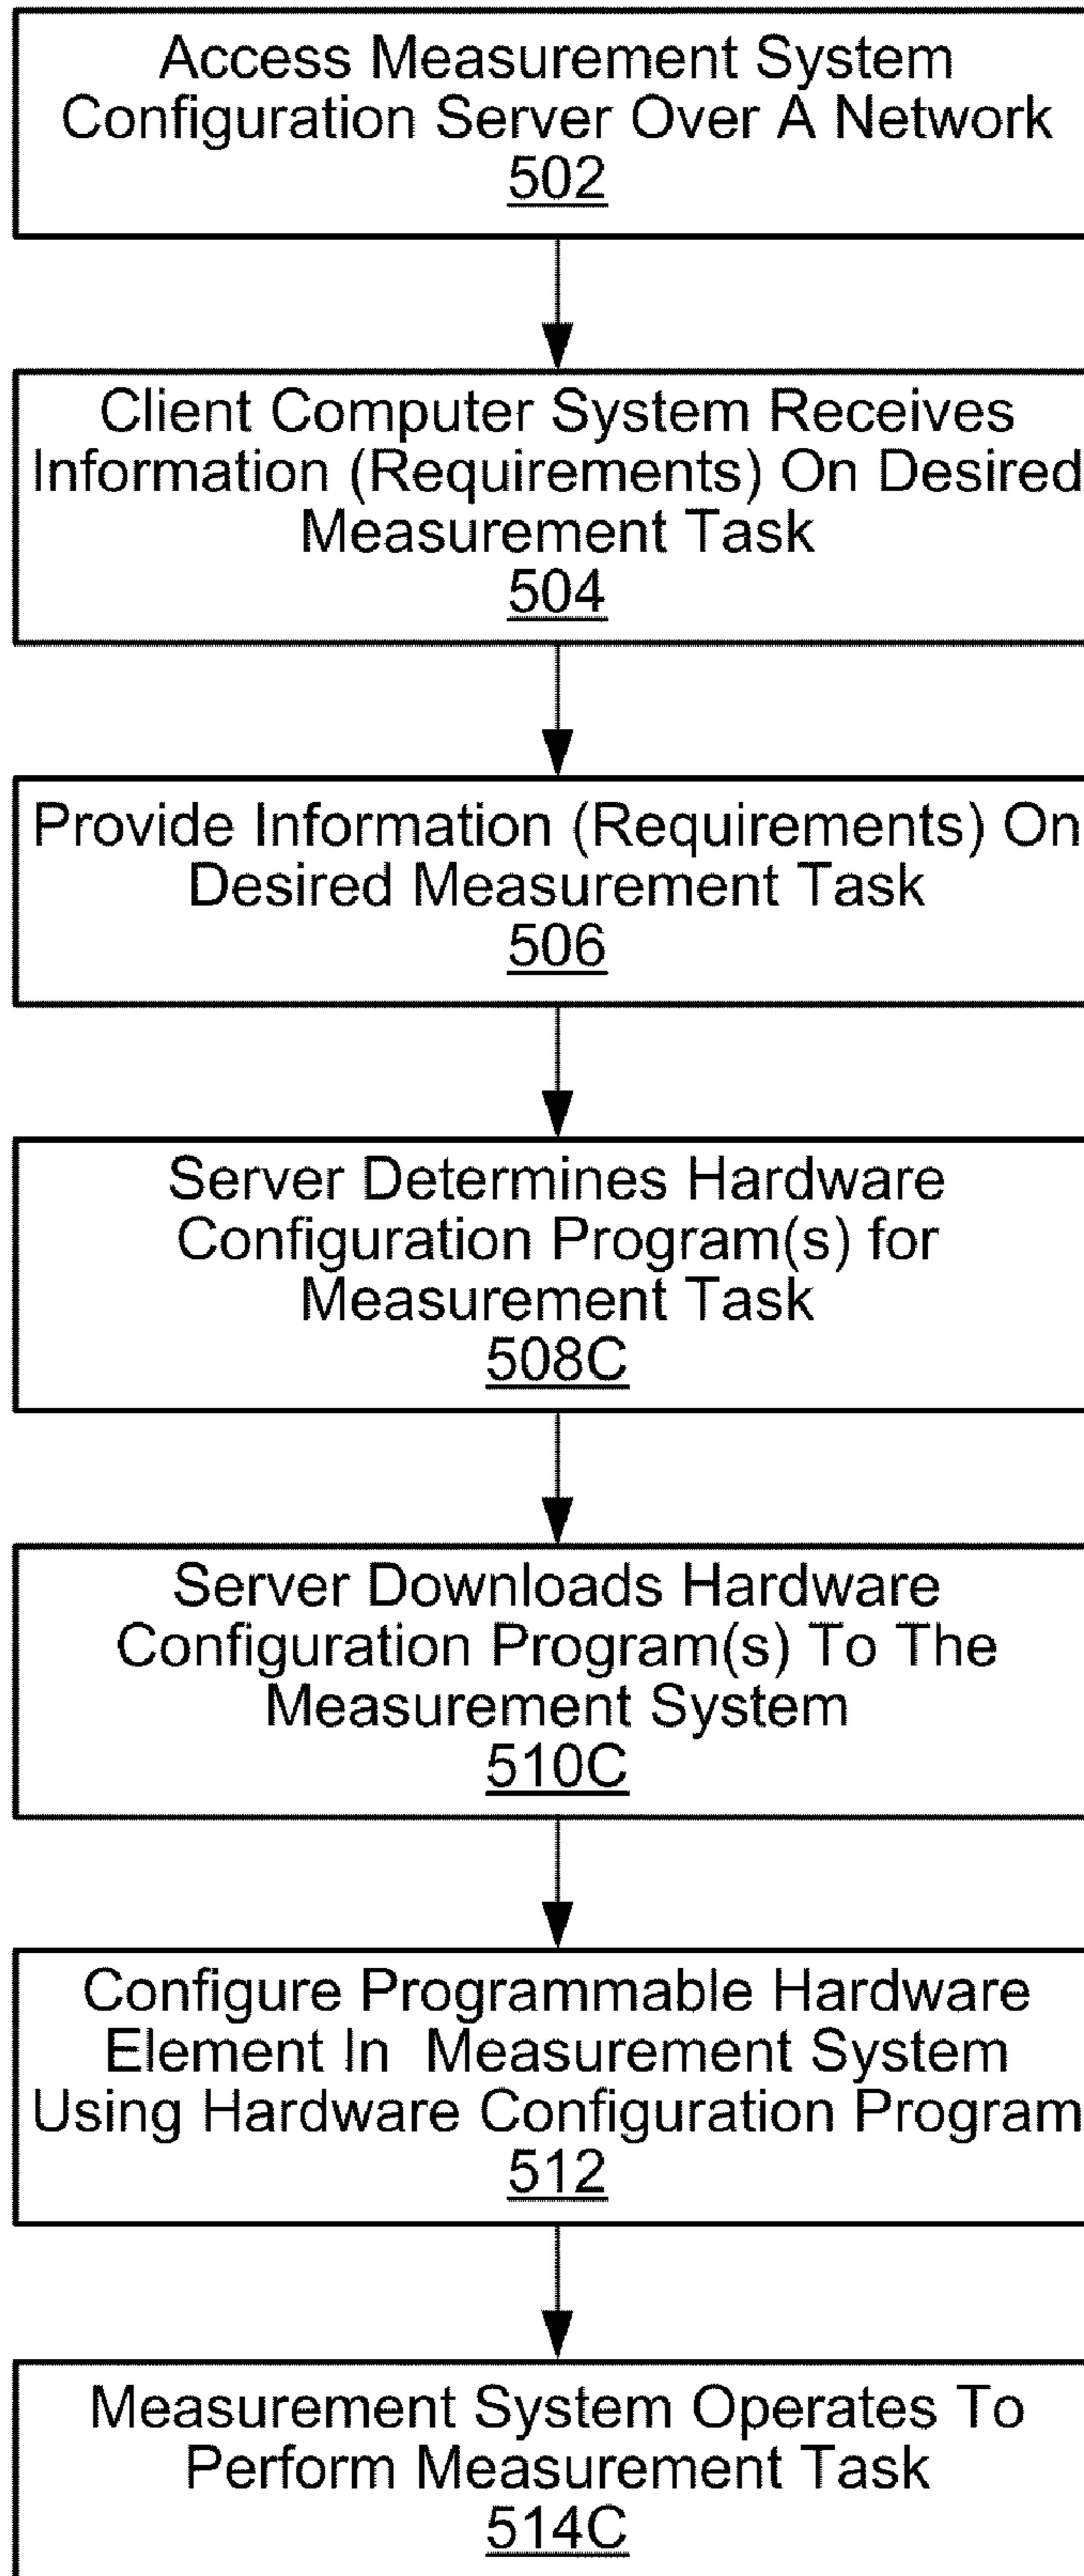 Access Measurement System
Configuration Server Over A Network
502
Client Computer System Receives
Information (Requirements) On Desired
Measurement Task
504
Provide Information (Requirements) On
Desired Measurement Task
506
Server Determines Hardware
Configuration Program(s) for
Measurement Task
508C
Server Downloads Hardware
Configuration Program(s) To The
Measurement System
510C
Configure Programmable Hardware
Element In Measurement System
Using Hardware Configuration Program
512
Measurement System Operates To
Perform Measurement Task
514C